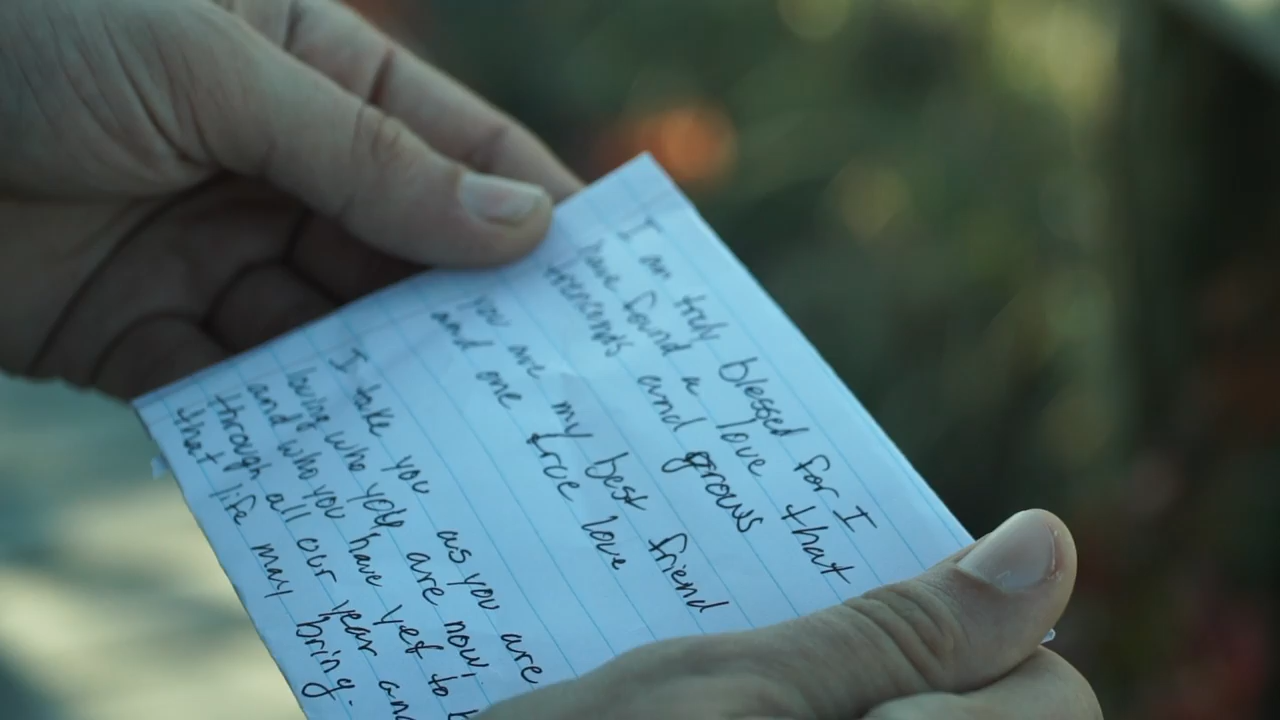 I am truly blessed for I
have found a love that
transends and grows
you are my best friend
and one true love
I take you as you are
loving who you are now,
and who you have yet to b
through all our year and
that life may bring.